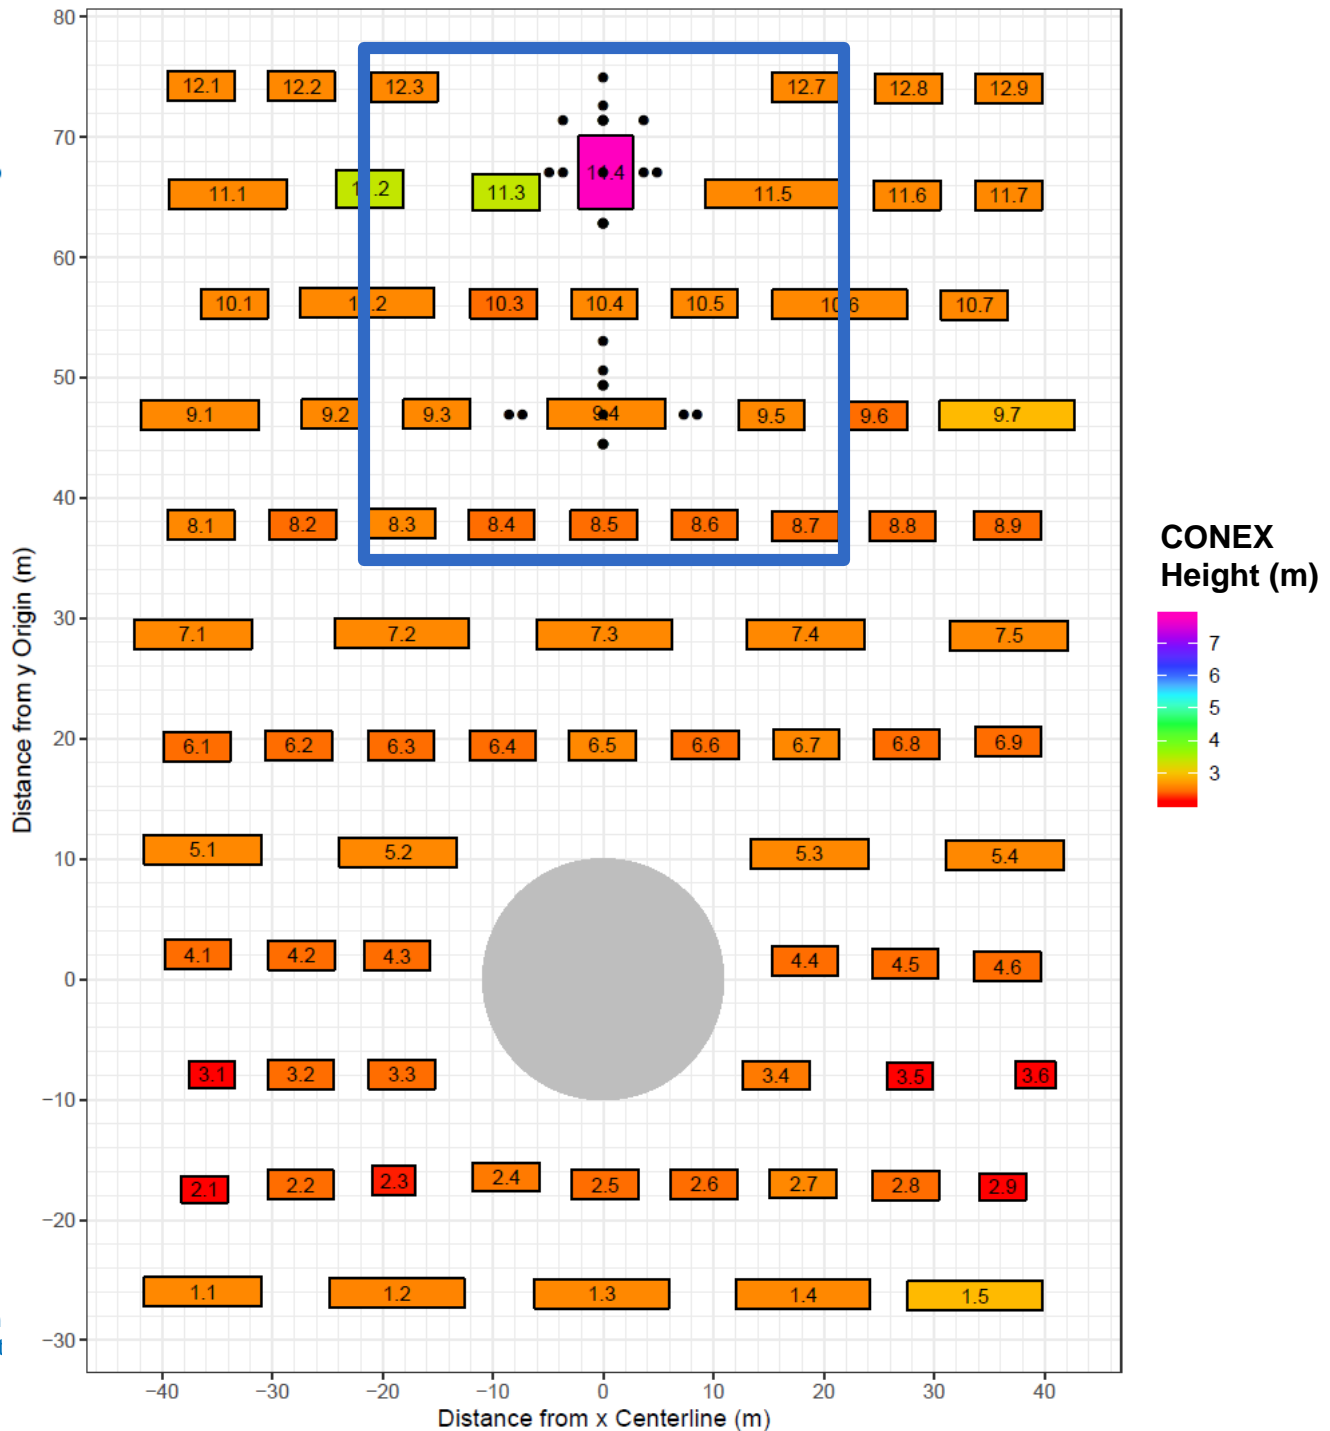 80
12.1 12.2 12.3 12.7 12.8 12.9
70
11.1 11.3 11.5 11.6 11.7
60
10.1 10.3 10.4 10.5 10.7
50
9.1 9.2 9.3 9.4 9.5 9.6 9.7
40
8.1 8.2 8.3 8.4 8.5 8.6 8.7 8.8 8.9
30
7.1 7.2 7.3 7.4 7.5
20
6.1 6.2 6.3 6.4 6.5 6.6 6.7 6.8 6.9
5.1 5.2 5.3 5.4
10
4.1 4.2 4.3 4.4 4.5 4.6
0
3.1 3.2 3.3 3.4 3.5 3.6
−10
2.1 2.2 2.3 2.4 2.5 2.6 2.7 2.8 2.9
−20
1.1 1.2 1.3 1.4 1.5
−30
−40 −30 −20 −10 0 10 20 30 40
Distance from x Centerline (m)
Distance from y Origin (m)
CONEX
Height (m)
7
6
5
4
3